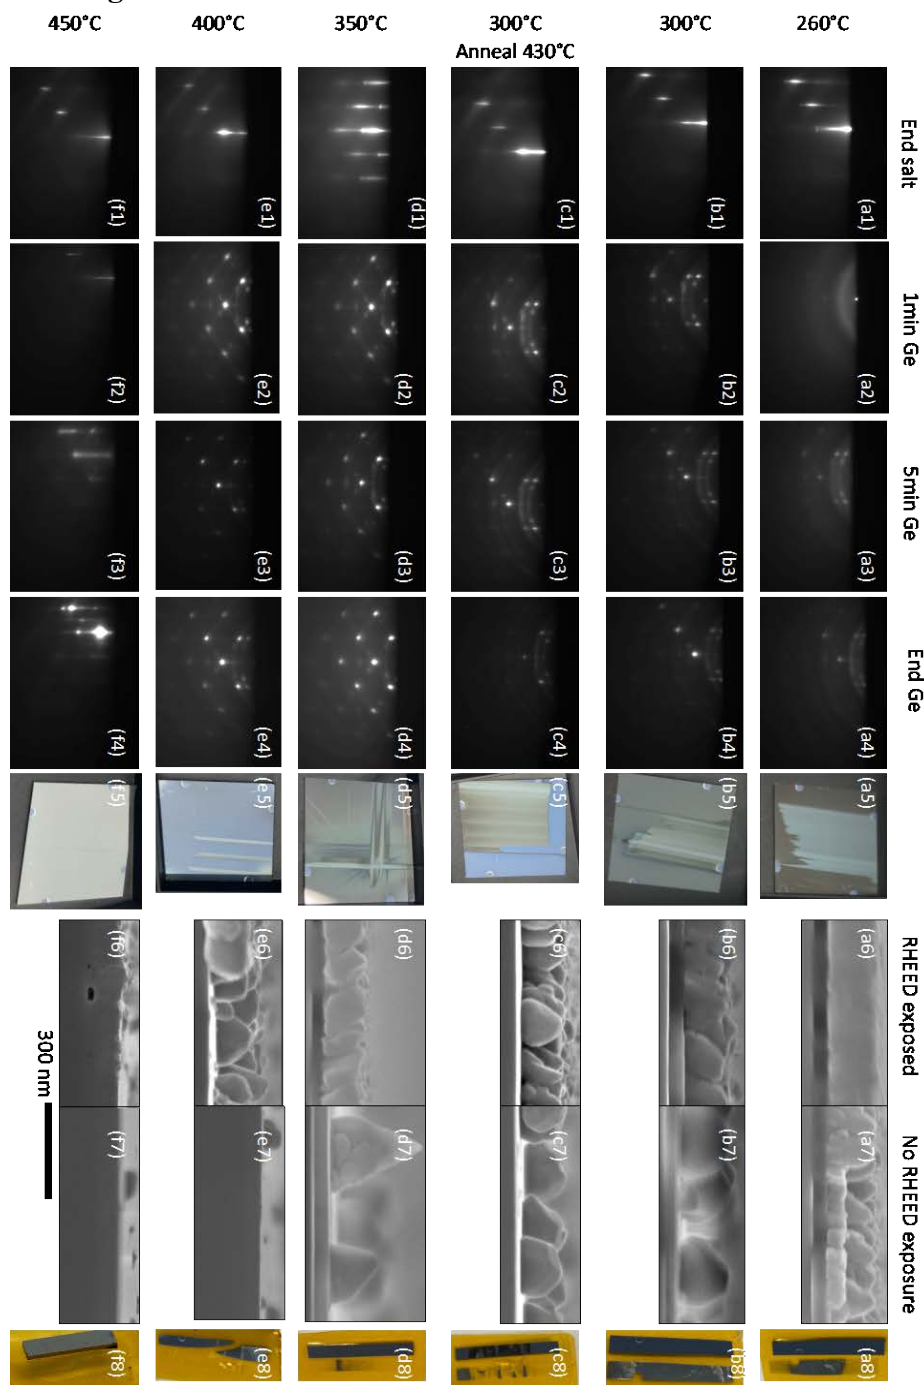 450°C 400°C 350°C 300°C 300°C 260°C
Anneal 430°C
End salt
(f1) (e1) (d1) (c1) (b1) (a1)
1min Ge
(f2) (e2) (d2) (c2) (b2) (a2)
5min Ge
(f3) (e3) (d3) (c3) (b3) (a3)
End Ge
(f4) (e4) (d4) (c4) (b4) (a4)
(f5) (e5) (d5) (c5) (b5) (a5)
RHEED exposed
(f6) (e6) (d6) (c6) (b6) (a6)
No RHEED exposure
(f7) (e7) (d7) (c7) (b7) (a7)
300 nm
(f8) (e8) (d8) (c8) (b8) (a8)